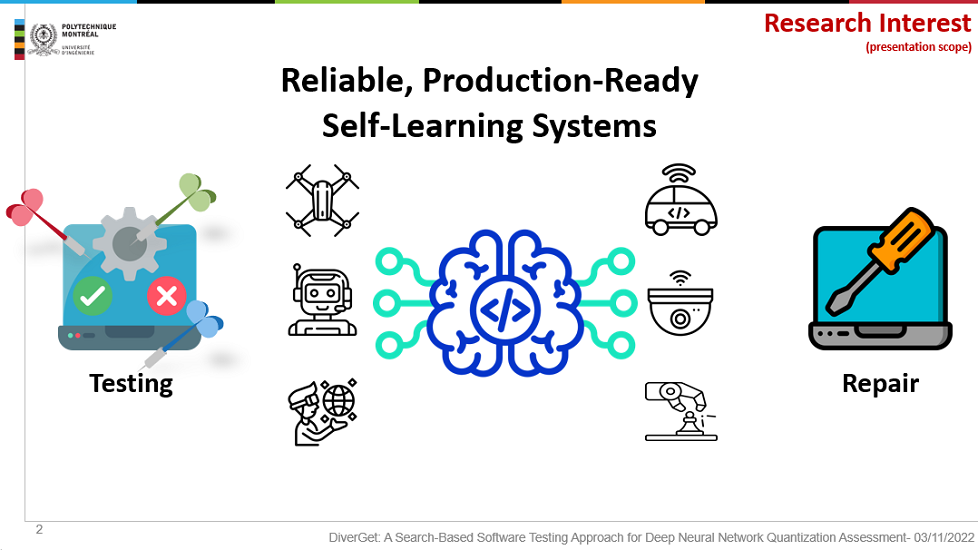 POLYTECHNIQUE
MONTRÉAL
UNIVERSITÉ
D'INGÉNIERIE
Research Interest
(presentation scope)
Reliable, Production-Ready
Self-Learning Systems
</>
</>
Testing
Repair
2
DiverGet: A Search-Based Software Testing Approach for Deep Neural Network Quantization Assessment- 03/11/2022